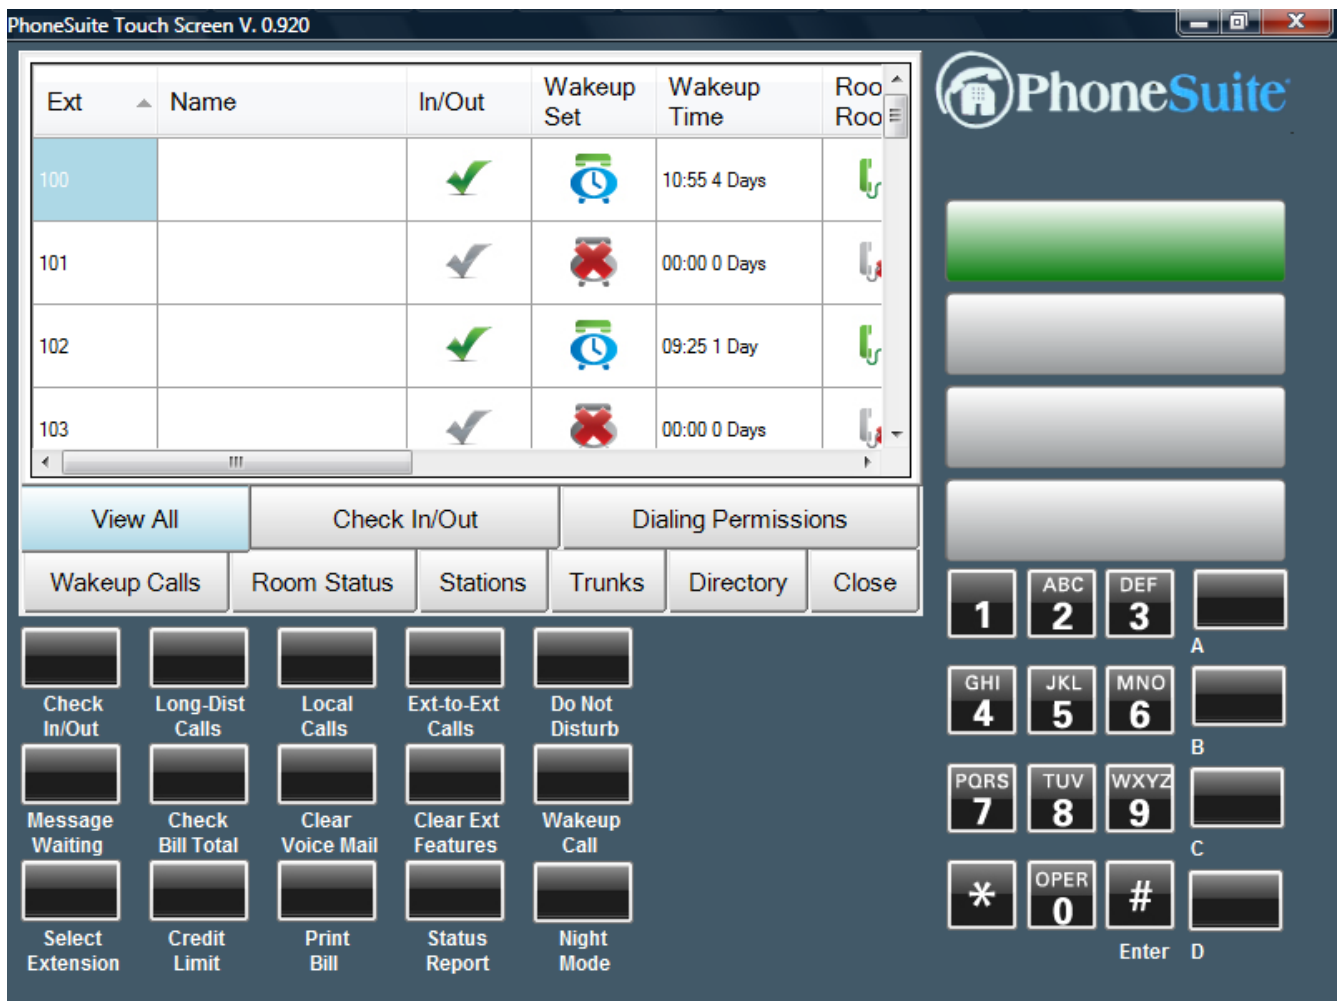 PhoneSuite Touch Screen V. 0.920
PhoneSuite
Ext Name In/Out Wakeup Set Wakeup Time Roo Roo
100 10:55 4 Days
101 00:00 0 Days
102 09:25 1 Day
103 00:00 0 Days
View All Check In/Out Dialing Permissions
Wakeup Calls Room Status Stations Trunks Directory Close
Check In/Out Long-Dist Calls Local Calls Ext-to-Ext Calls Do Not Disturb
Message Waiting Check Bill Total Clear Voice Mail Clear Ext Features Wakeup Call
Select Extension Credit Limit Print Bill Status Report Night Mode
1 ABC 2 DEF 3 A
GHI 4 JKL 5 MNO 6 B
PQRS 7 TUV 8 WXYZ 9 C
* OPER 0 # Enter D